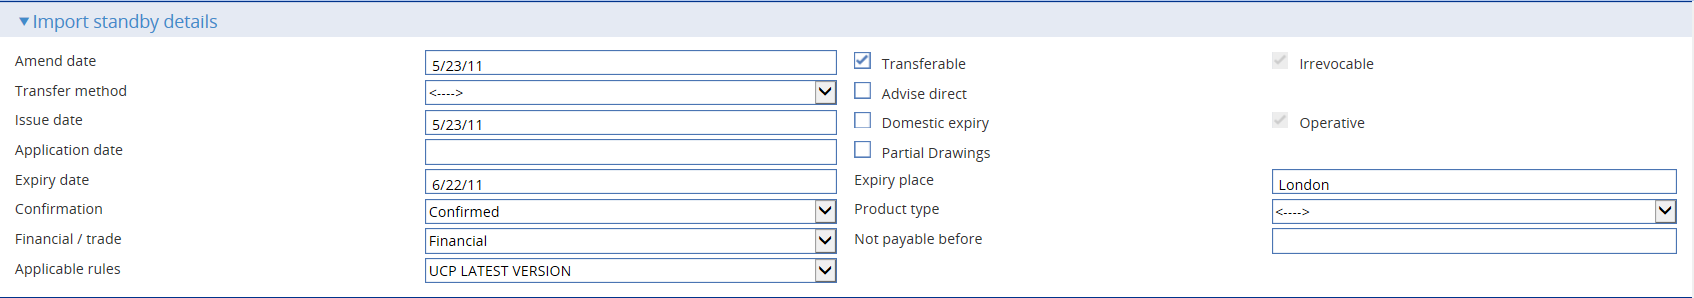 Import standby details
Amend date 5/23/11 Transferable Irrevocable
Transfer method <----> Advise direct
Issue date 5/23/11 Domestic expiry Operative
Application date Partial Drawings
Expiry date 6/22/11 Expiry place London
Confirmation Confirmed Product type <---->
Financial / trade Financial Not payable before
Applicable rules UCP LATEST VERSION